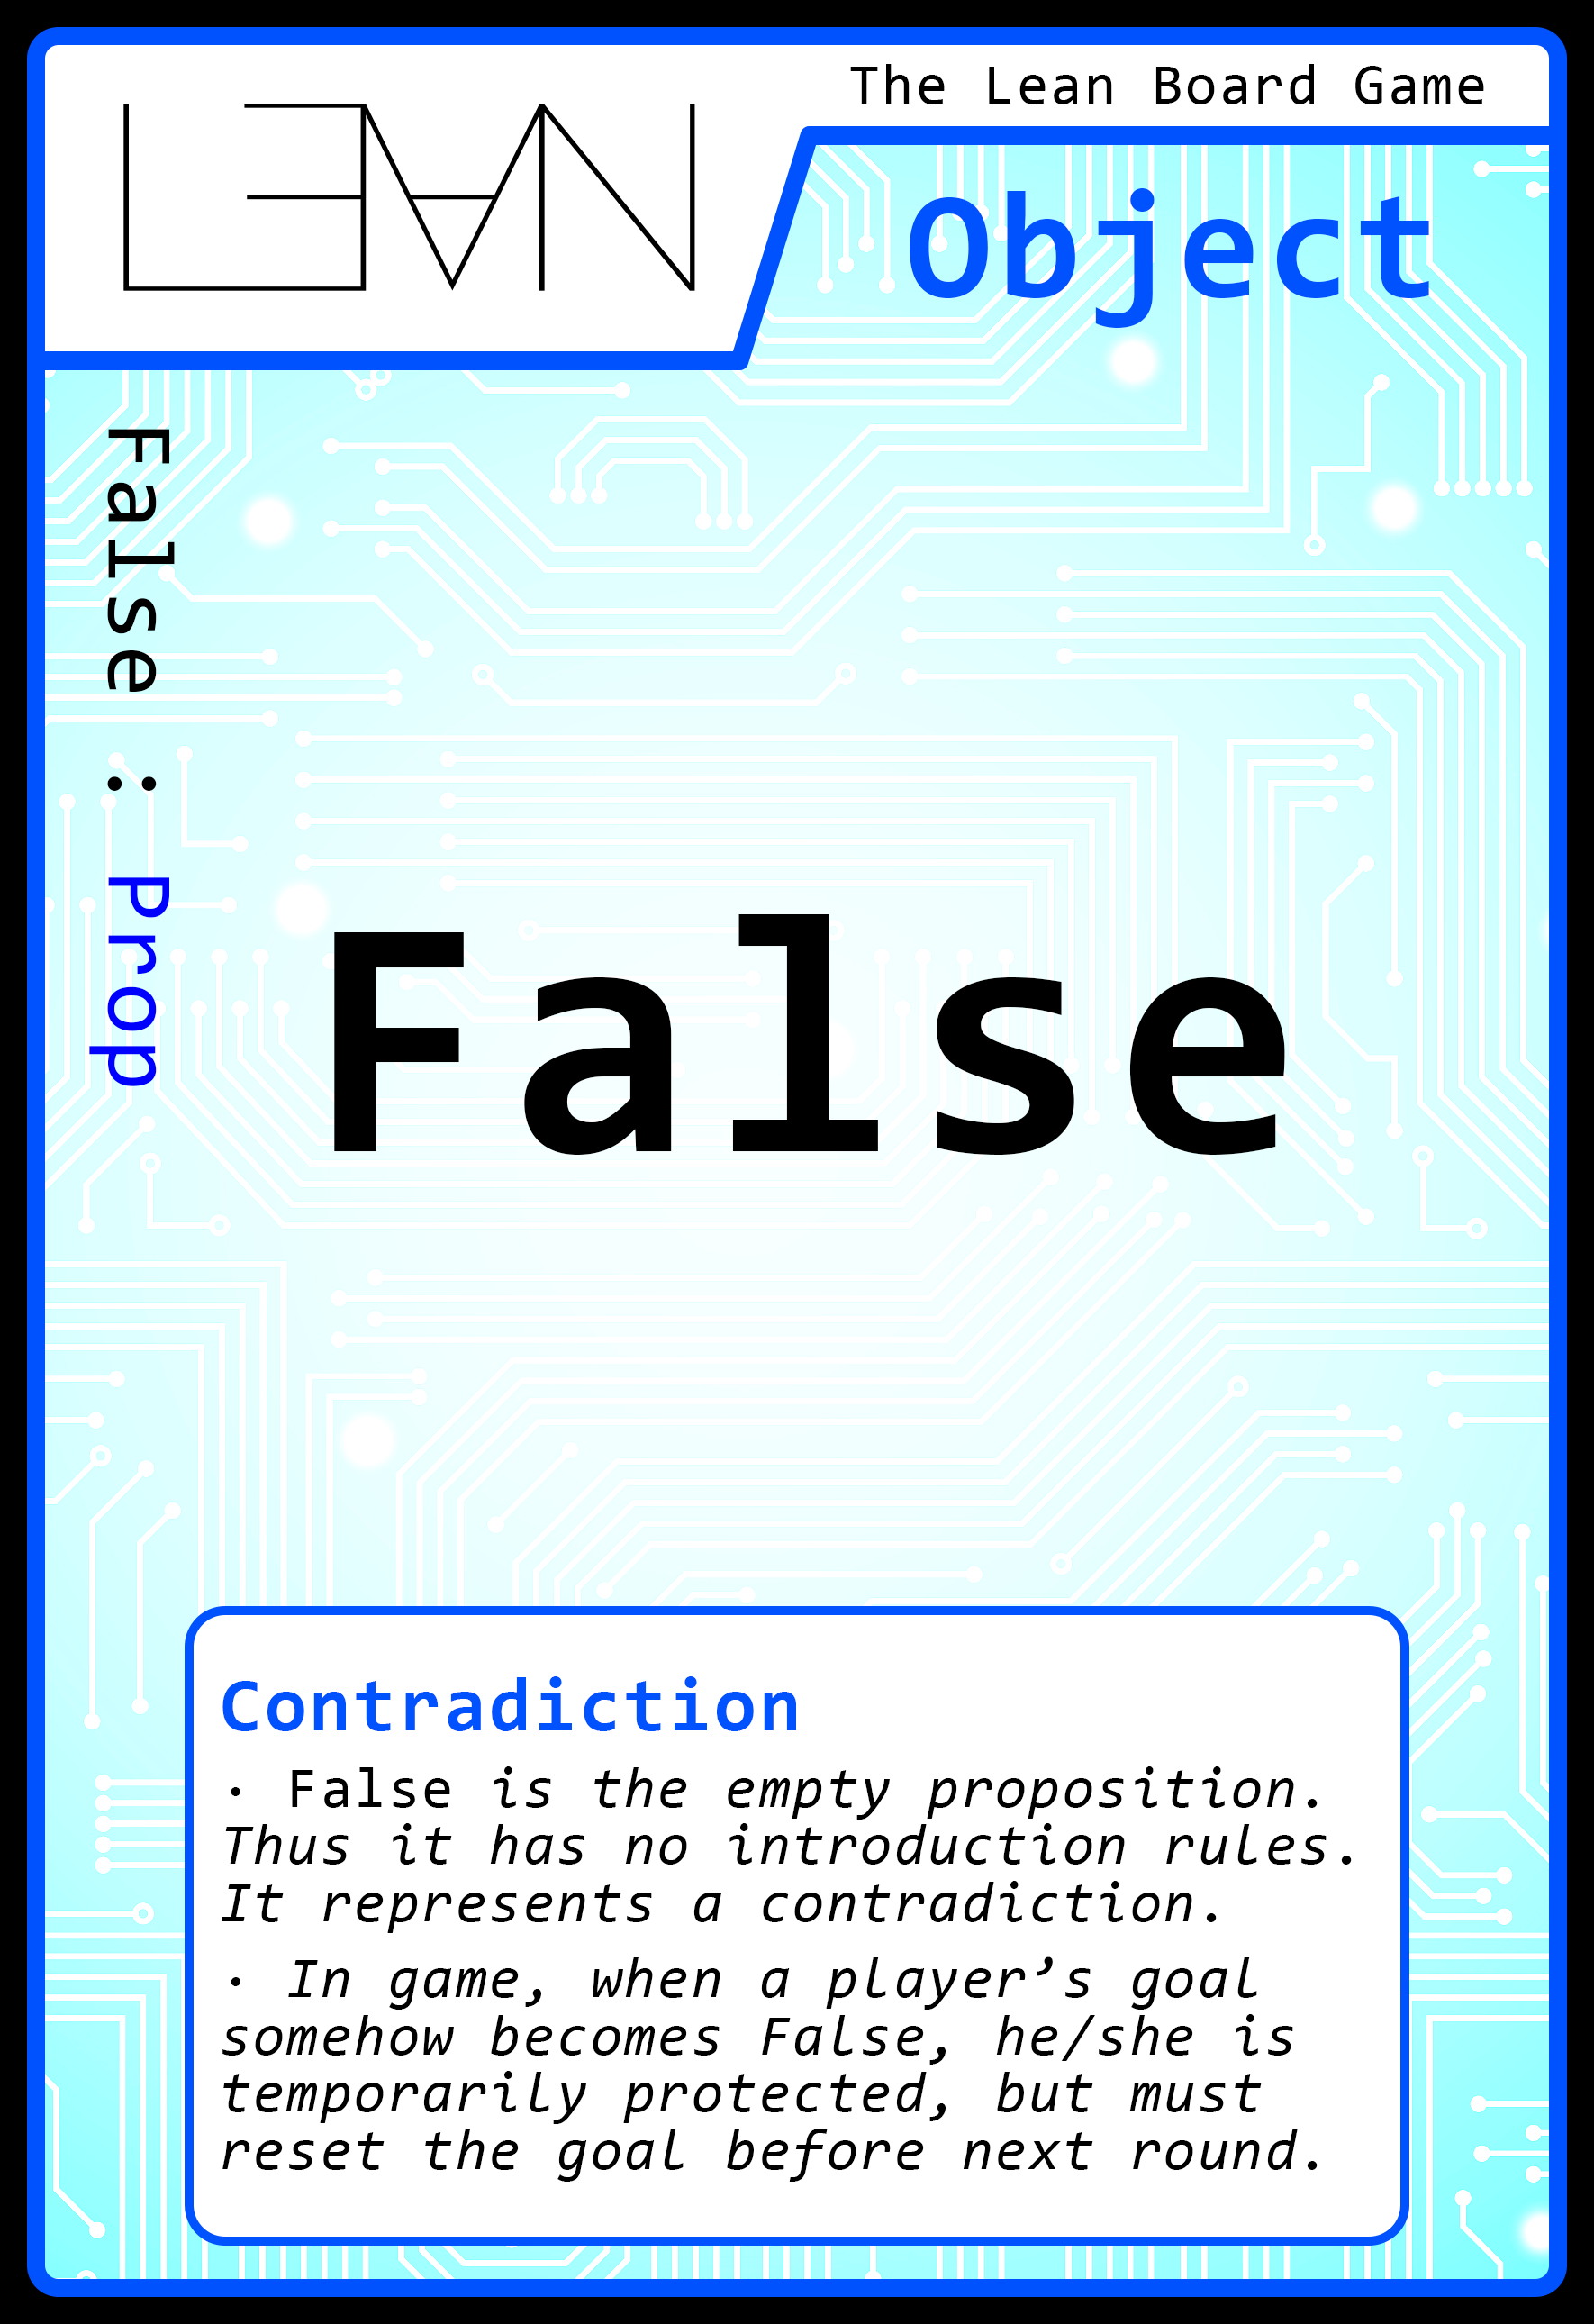 LEAN
The Lean Board Game
Object
False : Prop
False
Contradiction
· False is the empty proposition.
Thus it has no introduction rules.
It represents a contradiction.
· In game, when a player’s goal
somehow becomes False, he/she is
temporarily protected, but must
reset the goal before next round.